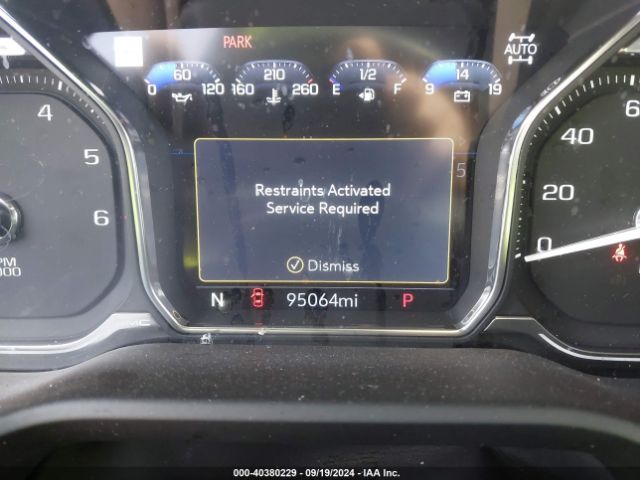 PARK
AUTO
60
210
1/2
14
0
120
160
260
E
F
9
19
4
5
6
40
20
0
5
Restraints Activated
Service Required
Dismiss
N
95064mi
P
000-40380229 - 09/19/2024 - IAA Inc.